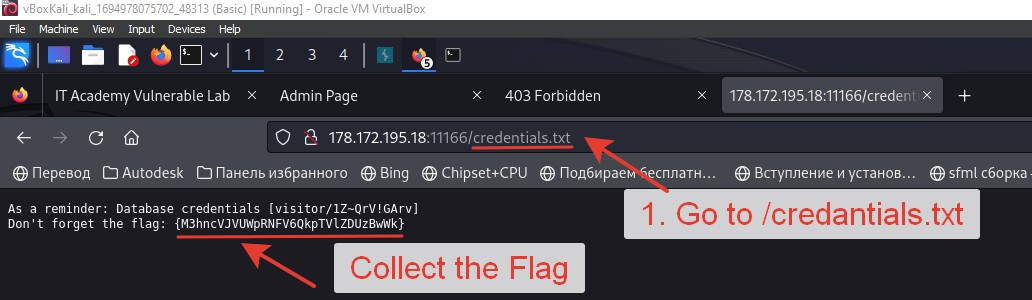 vBoxKali_kali_1694978075702_48313 (Basic) [Running] - Oracle VM VirtualBox
File Machine View Input Devices Help
1 2 3 4 5
IT Academy Vulnerable Lab Admin Page 403 Forbidden 178.172.195.18:11166/credenti
178.172.195.18:11166/credentials.txt
Перевод Autodesk Панель избранного Bing Chipset+CPU Подбираем бесплатн… Вступление и установ… sfml сборка
As a reminder: Database credentials [visitor/1Z~QrV!GArv]
Don't forget the flag: {M3hncVJVUWpRNFV6QkpTVlZDUzBwWk}
1. Go to /credantials.txt
Collect the Flag